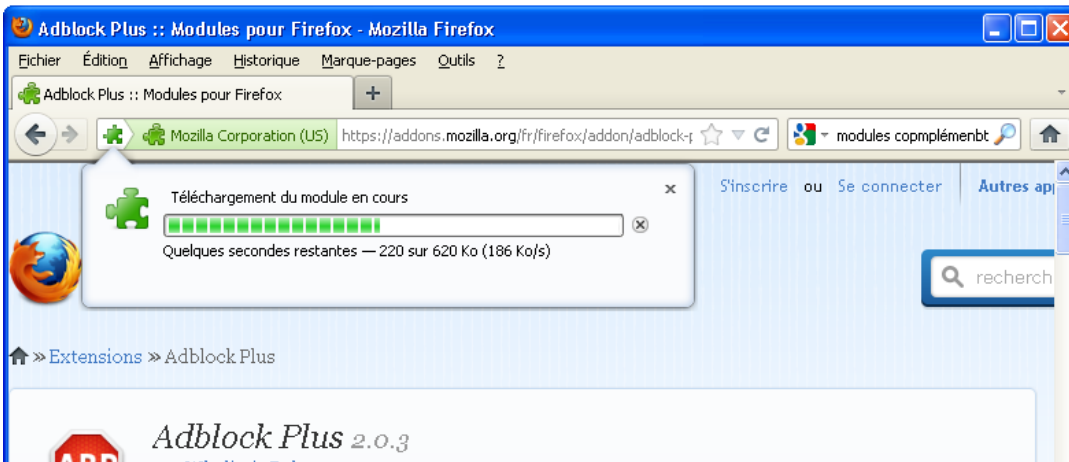 Adblock Plus :: Modules pour Firefox - Mozilla Firefox
Fichier Édition Affichage Historique Marque-pages Outils ?
Adblock Plus :: Modules pour Firefox
Mozilla Corporation (US) https://addons.mozilla.org/fr/firefox/addon/adblock-p modules copmplémenbt
Téléchargement du module en cours
Quelques secondes restantes — 220 sur 620 Ko (186 Ko/s)
S'inscrire ou Se connecter Autres app
recherch
» Extensions » Adblock Plus
Adblock Plus 2.0.3
ABP